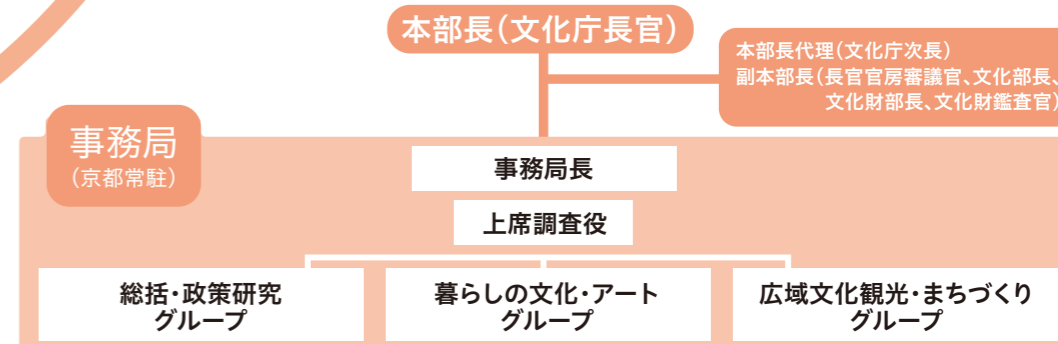 本部長(文化庁長官)
本部長代理(文化庁次長)
副本部長(長官官房審議官、文化部長、
文化財部長、文化財鑑査官)
事務局
(京都常駐)
事務局長
上席調査役
総括・政策研究
グループ
暮らしの文化・アート
グループ
広域文化観光・まちづくり
グループ